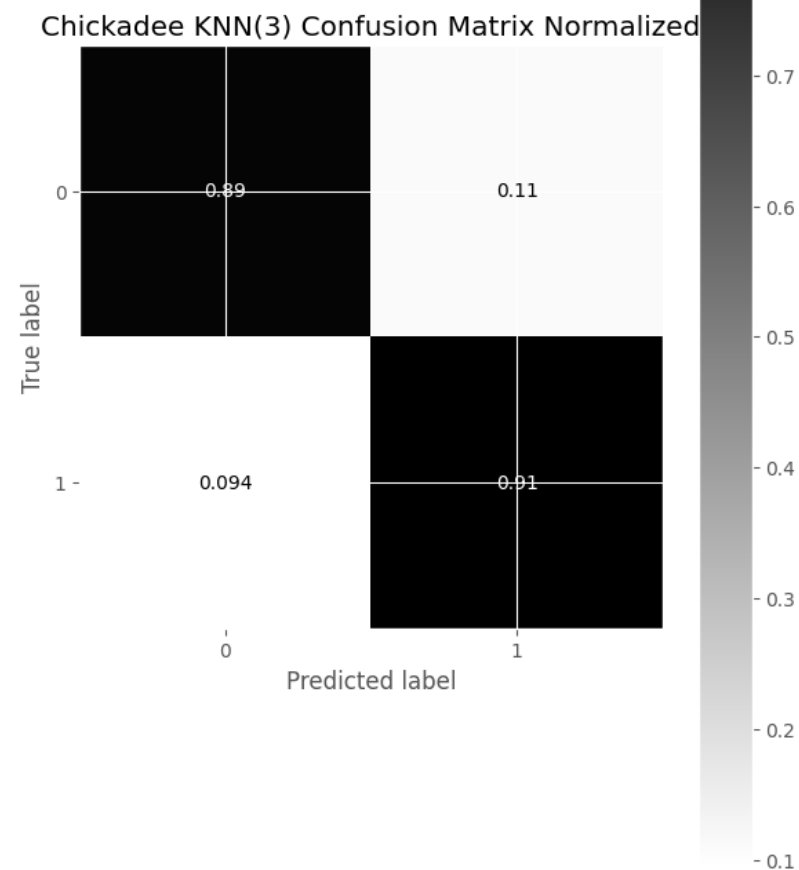 Chickadee KNN(3) Confusion Matrix Normalized
0.7
0 0.89 0.11
0.6
0.5
True label
0.4
1 0.094 0.91
0.3
0 1
Predicted label
0.2
0.1